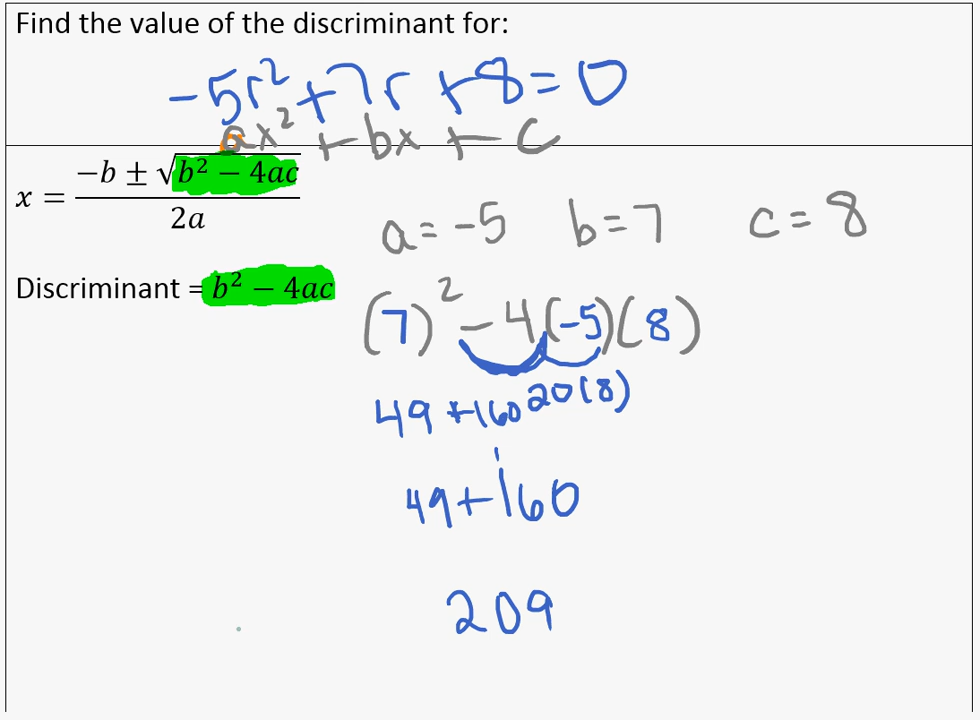 Find the value of the discriminant for:
-5r² + 7r + 8 = 0
ax² + bx + c
x = (-b ± √(b² − 4ac)) / 2a
a = -5 b = 7 c = 8
Discriminant = b² − 4ac
(7)² - 4(-5)(8)
49 + 160 20(8)
49 + 160
209